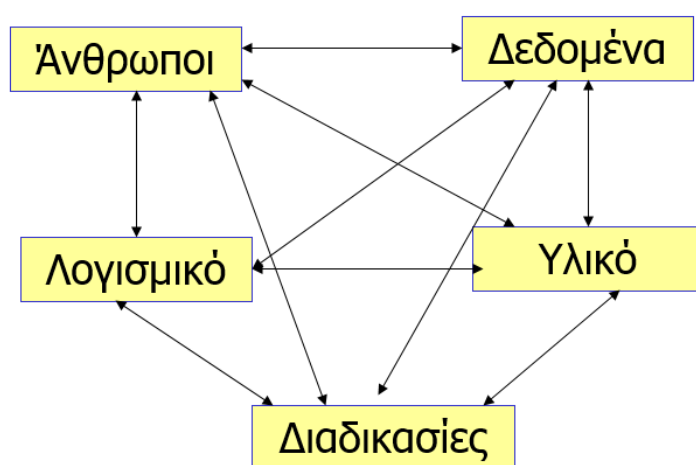 Άνθρωποι
Δεδομένα
Λογισμικό
Υλικό
Διαδικασίες